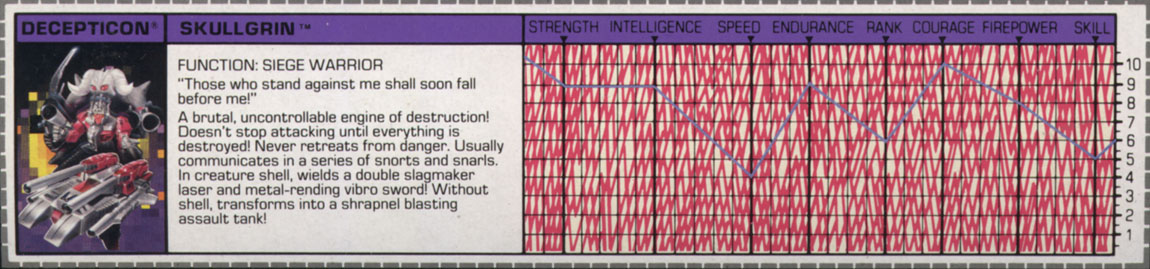 DECEPTICON®
SKULLGRIN™
FUNCTION: SIEGE WARRIOR
"Those who stand against me shall soon fall
before me!"
A brutal, uncontrollable engine of destruction!
Doesn't stop attacking until everything is
destroyed! Never retreats from danger. Usually
communicates in a series of snorts and snarls.
In creature shell, wields a double slagmaker
laser and metal-rending vibro sword! Without
shell, transforms into a shrapnel blasting
assault tank!
STRENGTH INTELLIGENCE SPEED ENDURANCE RANK COURAGE FIREPOWER SKILL
10
9
8
7
6
5
4
3
2
1